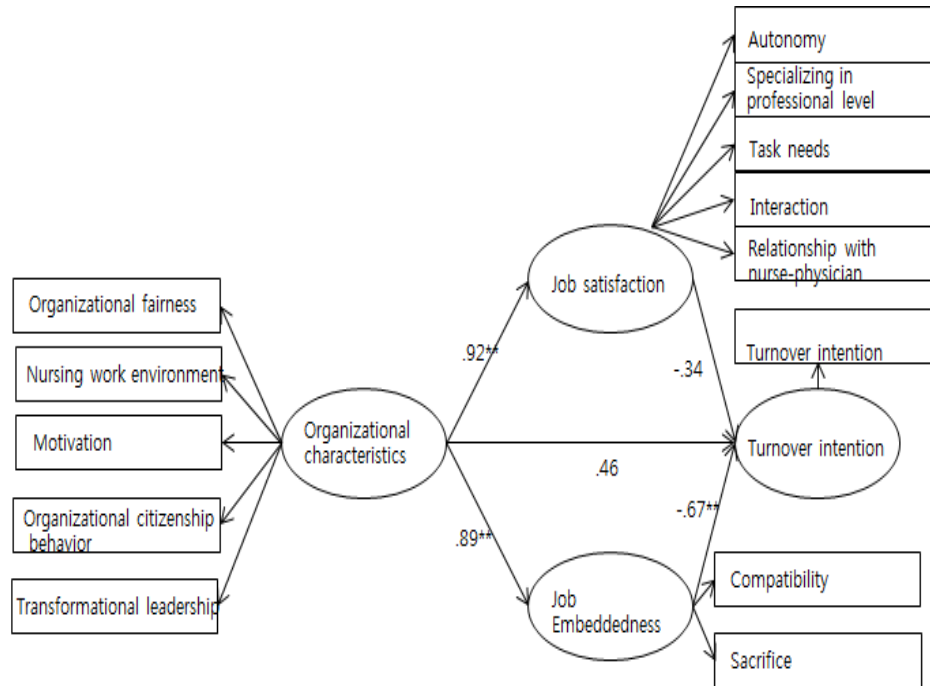 Autonomy
Specializing in
professional level
Task needs
Interaction
Relationship with
nurse-physician
Job satisfaction
Organizational fairness
Nursing work environment
Motivation
Organizational citizenship
behavior
Transformational leadership
Organizational
characteristics
.92**
-.34
.46
.89**
-.67**
Turnover intention
Turnover intention
Job
Embeddedness
Compatibility
Sacrifice